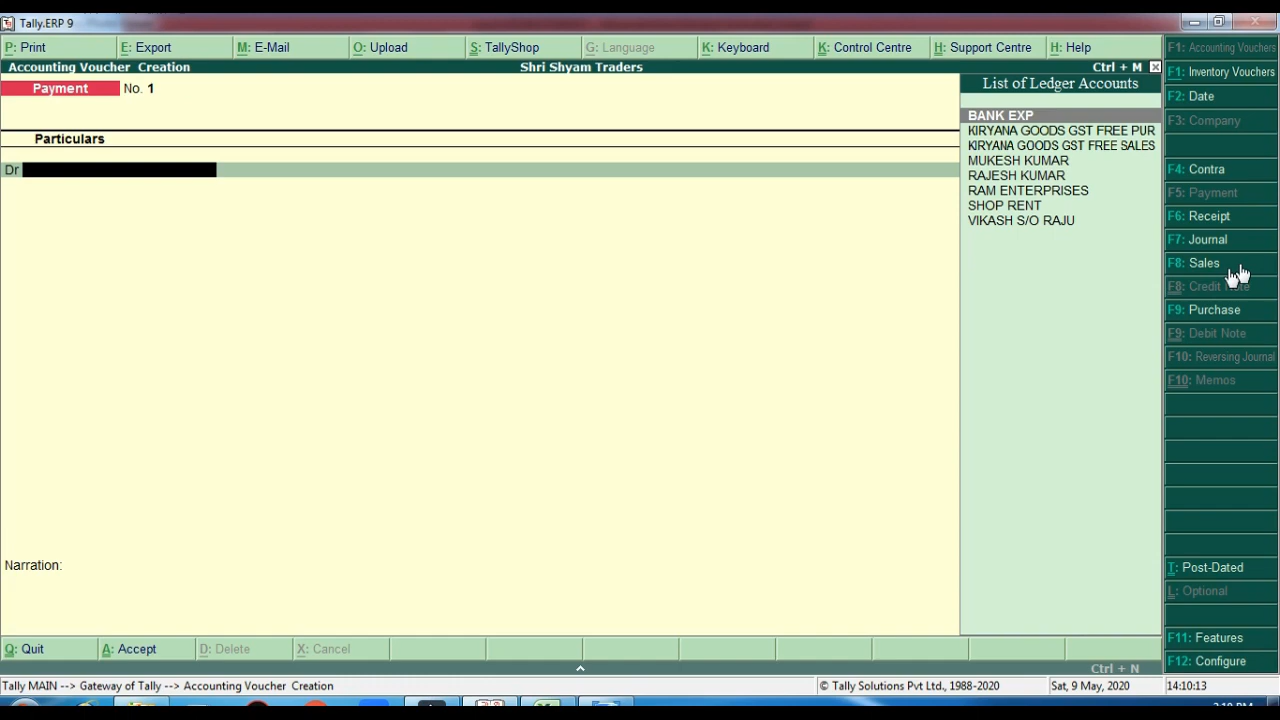 Tally.ERP 9
P: Print E: Export M: E-Mail O: Upload S: TallyShop G: Language K: Keyboard K: Control Centre H: Support Centre H: Help
Accounting Voucher Creation Shri Shyam Traders Ctrl + M
Payment No. 1
Particulars
Dr
Narration:
List of Ledger Accounts
BANK EXP
KIRYANA GOODS GST FREE PUR
KIRYANA GOODS GST FREE SALES
MUKESH KUMAR
RAJESH KUMAR
RAM ENTERPRISES
SHOP RENT
VIKASH S/O RAJU
F1: Accounting Vouchers
F1: Inventory Vouchers
F2: Date
F3: Company
F4: Contra
F5: Payment
F6: Receipt
F7: Journal
F8: Sales
F8: Credit Note
F9: Purchase
F9: Debit Note
F10: Reversing Journal
F10: Memos
T: Post-Dated
L: Optional
F11: Features
F12: Configure
Q: Quit A: Accept D: Delete X: Cancel
Ctrl + N
Tally MAIN --> Gateway of Tally --> Accounting Voucher Creation © Tally Solutions Pvt Ltd., 1988-2020 Sat, 9 May, 2020 14:10:13